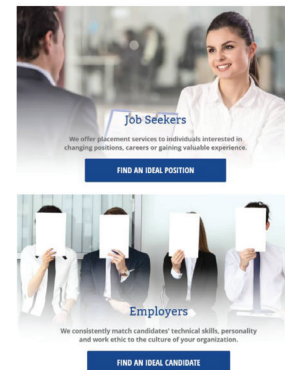 Job Seekers
We offer placement services to individuals interested in
changing positions, careers or gaining valuable experience.
FIND AN IDEAL POSITION
Employers
We consistently match candidates' technical skills, personality
and work ethic to the culture of your organization.
FIND AN IDEAL CANDIDATE